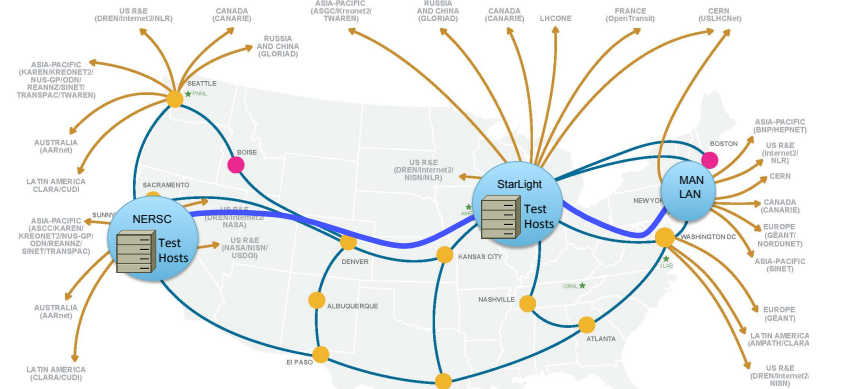 US R&E
(DREN/Internet2/NLR)
CANADA
(CANARIE)
RUSSIA
AND CHINA
(GLORIAD)
ASIA-PACIFIC
(ASGC/Kreonet2/
TWAREN)
RUSSIA
AND CHINA
(GLORIAD)
CANADA
(CANARIE)
LHCONE
FRANCE
(OpenTransit)
CERN
(USLHCNet)
ASIA-PACIFIC
(KAREN/KREONET2/
NUS-GP/ODN/
REANNZ/SINET/
TRANSPAC/TWAREN)
AUSTRALIA
(AARnet)
LATIN AMERICA
CLARA/CUDI
SEATTLE
PNNL
BOISE
SACRAMENTO
SUNNY
NERSC
Test
Hosts
ASIA-PACIFIC
(ASCC/KAREN/
KREONET2/NUS-GP/
ODN/REANNZ/
SINET/TRANSPAC)
AUSTRALIA
(AARnet)
LATIN AMERICA
(CLARA/CUDI)
US R&E
(DREN/Internet2/
NASA)
US R&E
(NASA/NISN/
USDOI)
DENVER
ALBUQUERQUE
EL PASO
KANSAS CITY
US R&E
(DREN/Internet2/
NISN/NLR)
StarLight
Test
Hosts
NASHVILLE
ORNL
ATLANTA
MAN
LAN
BOSTON
NEW YOR
WASHINGTON DC
JLAB
ASIA-PACIFIC
(BNP/HEPNET)
US R&E
(Internet2/
NLR)
CERN
CANADA
(CANARIE)
EUROPE
(GÉANT/
NORDUNET)
ASIA-PACIFIC
(SINET)
EUROPE
(GÉANT)
LATIN AMERICA
(AMPATH/CLARA
US R&E
(DREN/Internet2/
NISN)